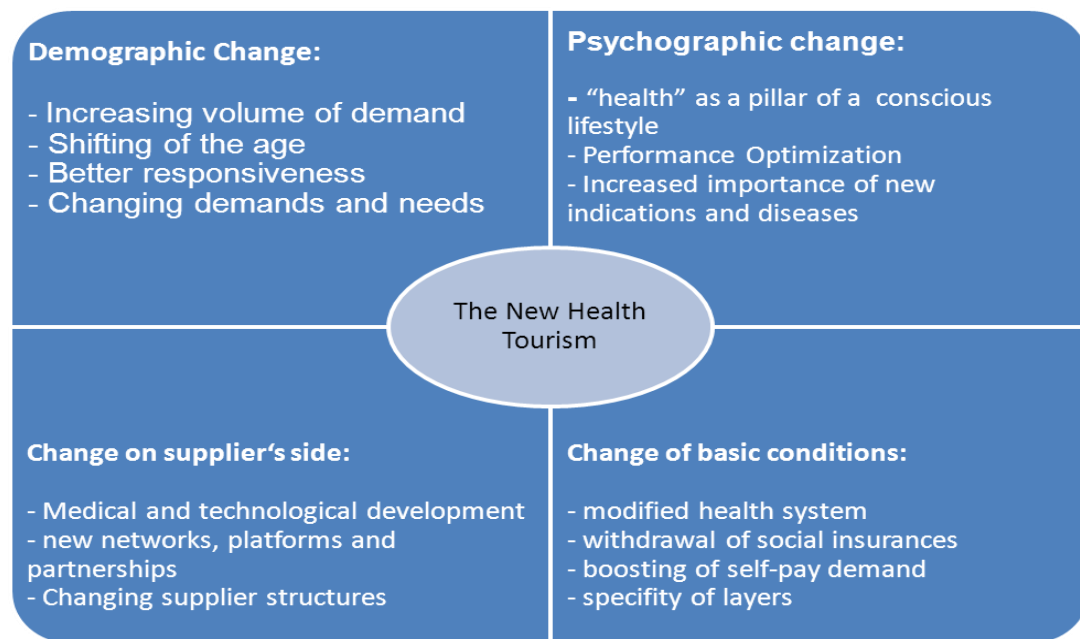 Demographic Change:
- Increasing volume of demand
- Shifting of the age
- Better responsiveness
- Changing demands and needs
Psychographic change:
- “health” as a pillar of a conscious
lifestyle
- Performance Optimization
- Increased importance of new
indications and diseases
The New Health
Tourism
Change on supplier‘s side:
- Medical and technological development
- new networks, platforms and
partnerships
- Changing supplier structures
Change of basic conditions:
- modified health system
- withdrawal of social insurances
- boosting of self-pay demand
- specifity of layers